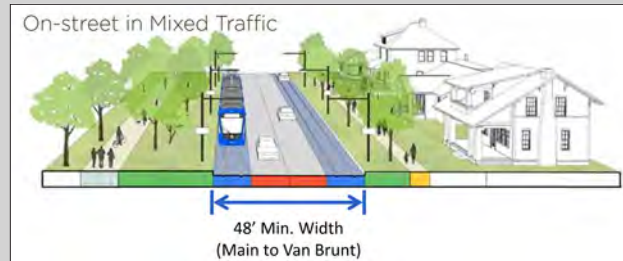 On-street in Mixed Traffic
48' Min. Width
(Main to Van Brunt)